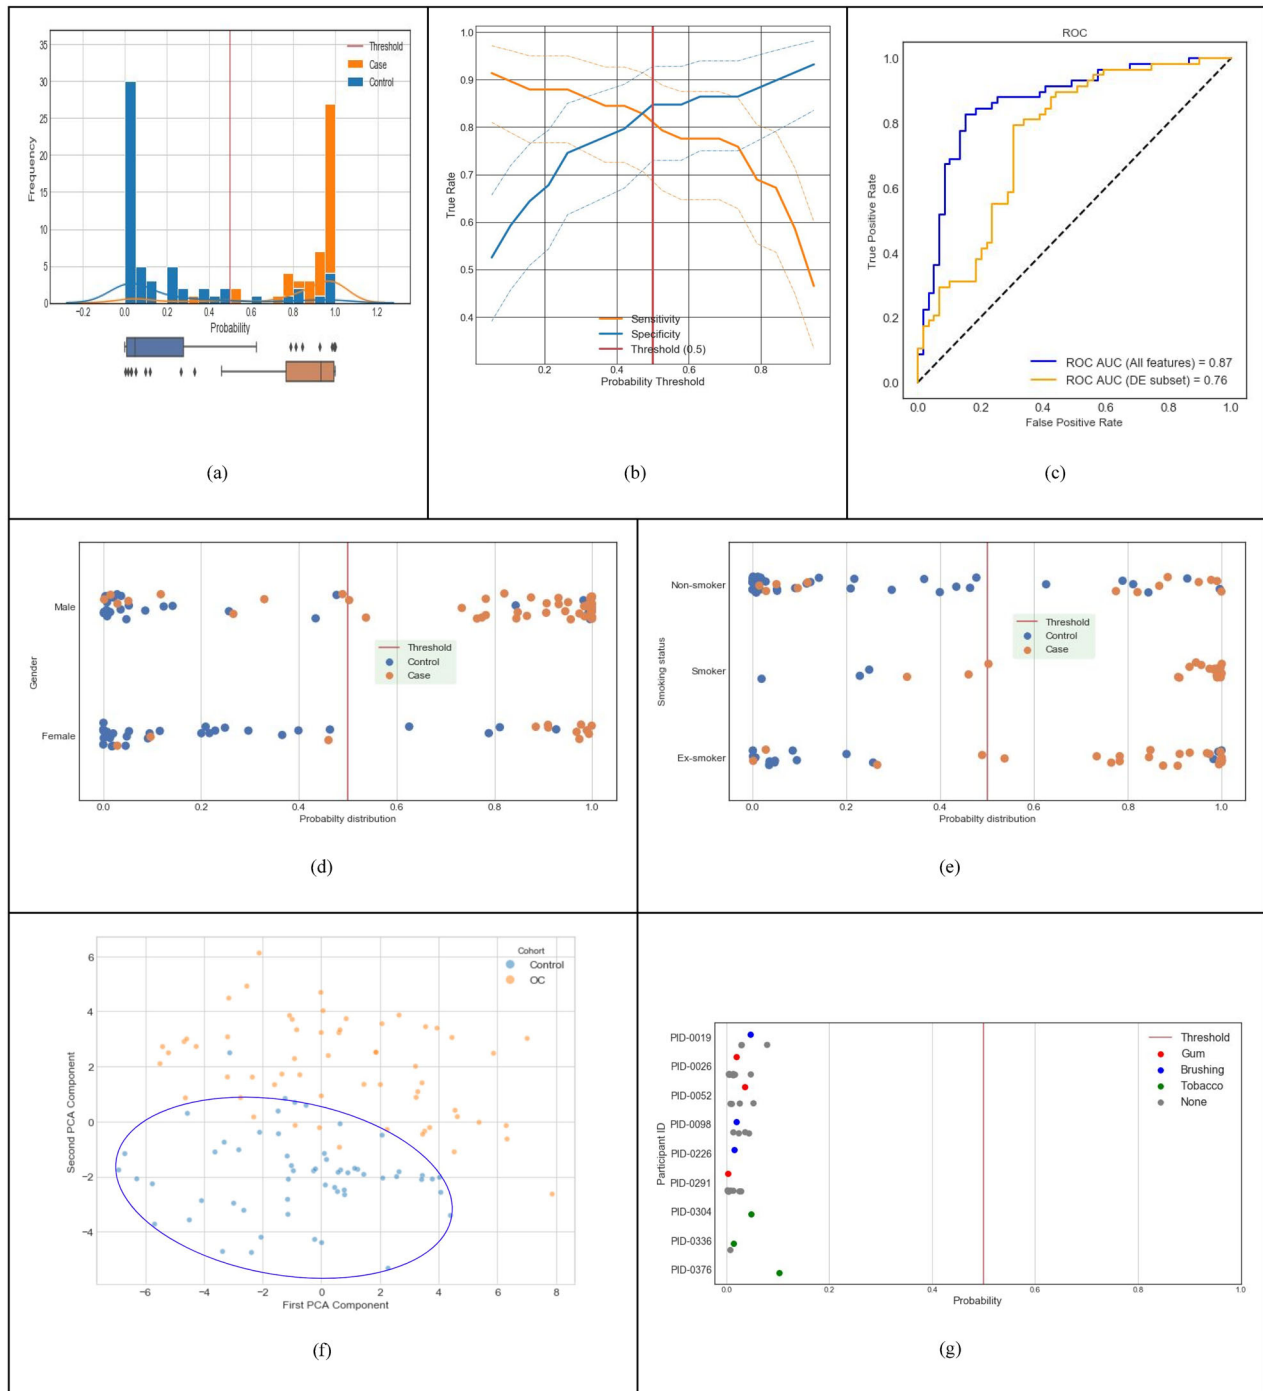 35
30
25
20
15
10
5
0
Frequency
Threshold
Case
Control
−0.2 0.0 0.2 0.4 0.6 0.8 1.0 1.2
Probability
(a)
1.0
0.9
0.8
0.7
0.6
0.5
0.4
True Rate
Sensitivity
Specificity
Threshold (0.5)
0.2 0.4 0.6 0.8
Probability Threshold
(b)
ROC
1.0
0.8
0.6
0.4
0.2
0.0
True Positive Rate
ROC AUC (All features) = 0.87
ROC AUC (DE subset) = 0.76
0.0 0.2 0.4 0.6 0.8 1.0
False Positive Rate
(c)
Male
Female
Gender
Threshold
Control
Case
0.0 0.2 0.4 0.6 0.8 1.0
Probabilty distribution
(d)
Non-smoker
Smoker
Ex-smoker
Smoking status
Threshold
Control
Case
0.0 0.2 0.4 0.6 0.8 1.0
Probabilty distribution
(e)
6
4
2
0
−2
−4
Second PCA Component
Cohort
Control
OC
−6 −4 −2 0 2 4 6 8
First PCA Component
(f)
PID-0019
PID-0026
PID-0052
PID-0098
PID-0226
PID-0291
PID-0304
PID-0336
PID-0376
Participant ID
Threshold
Gum
Brushing
Tobacco
None
0.0 0.2 0.4 0.6 0.8 1.0
Probability
(g)